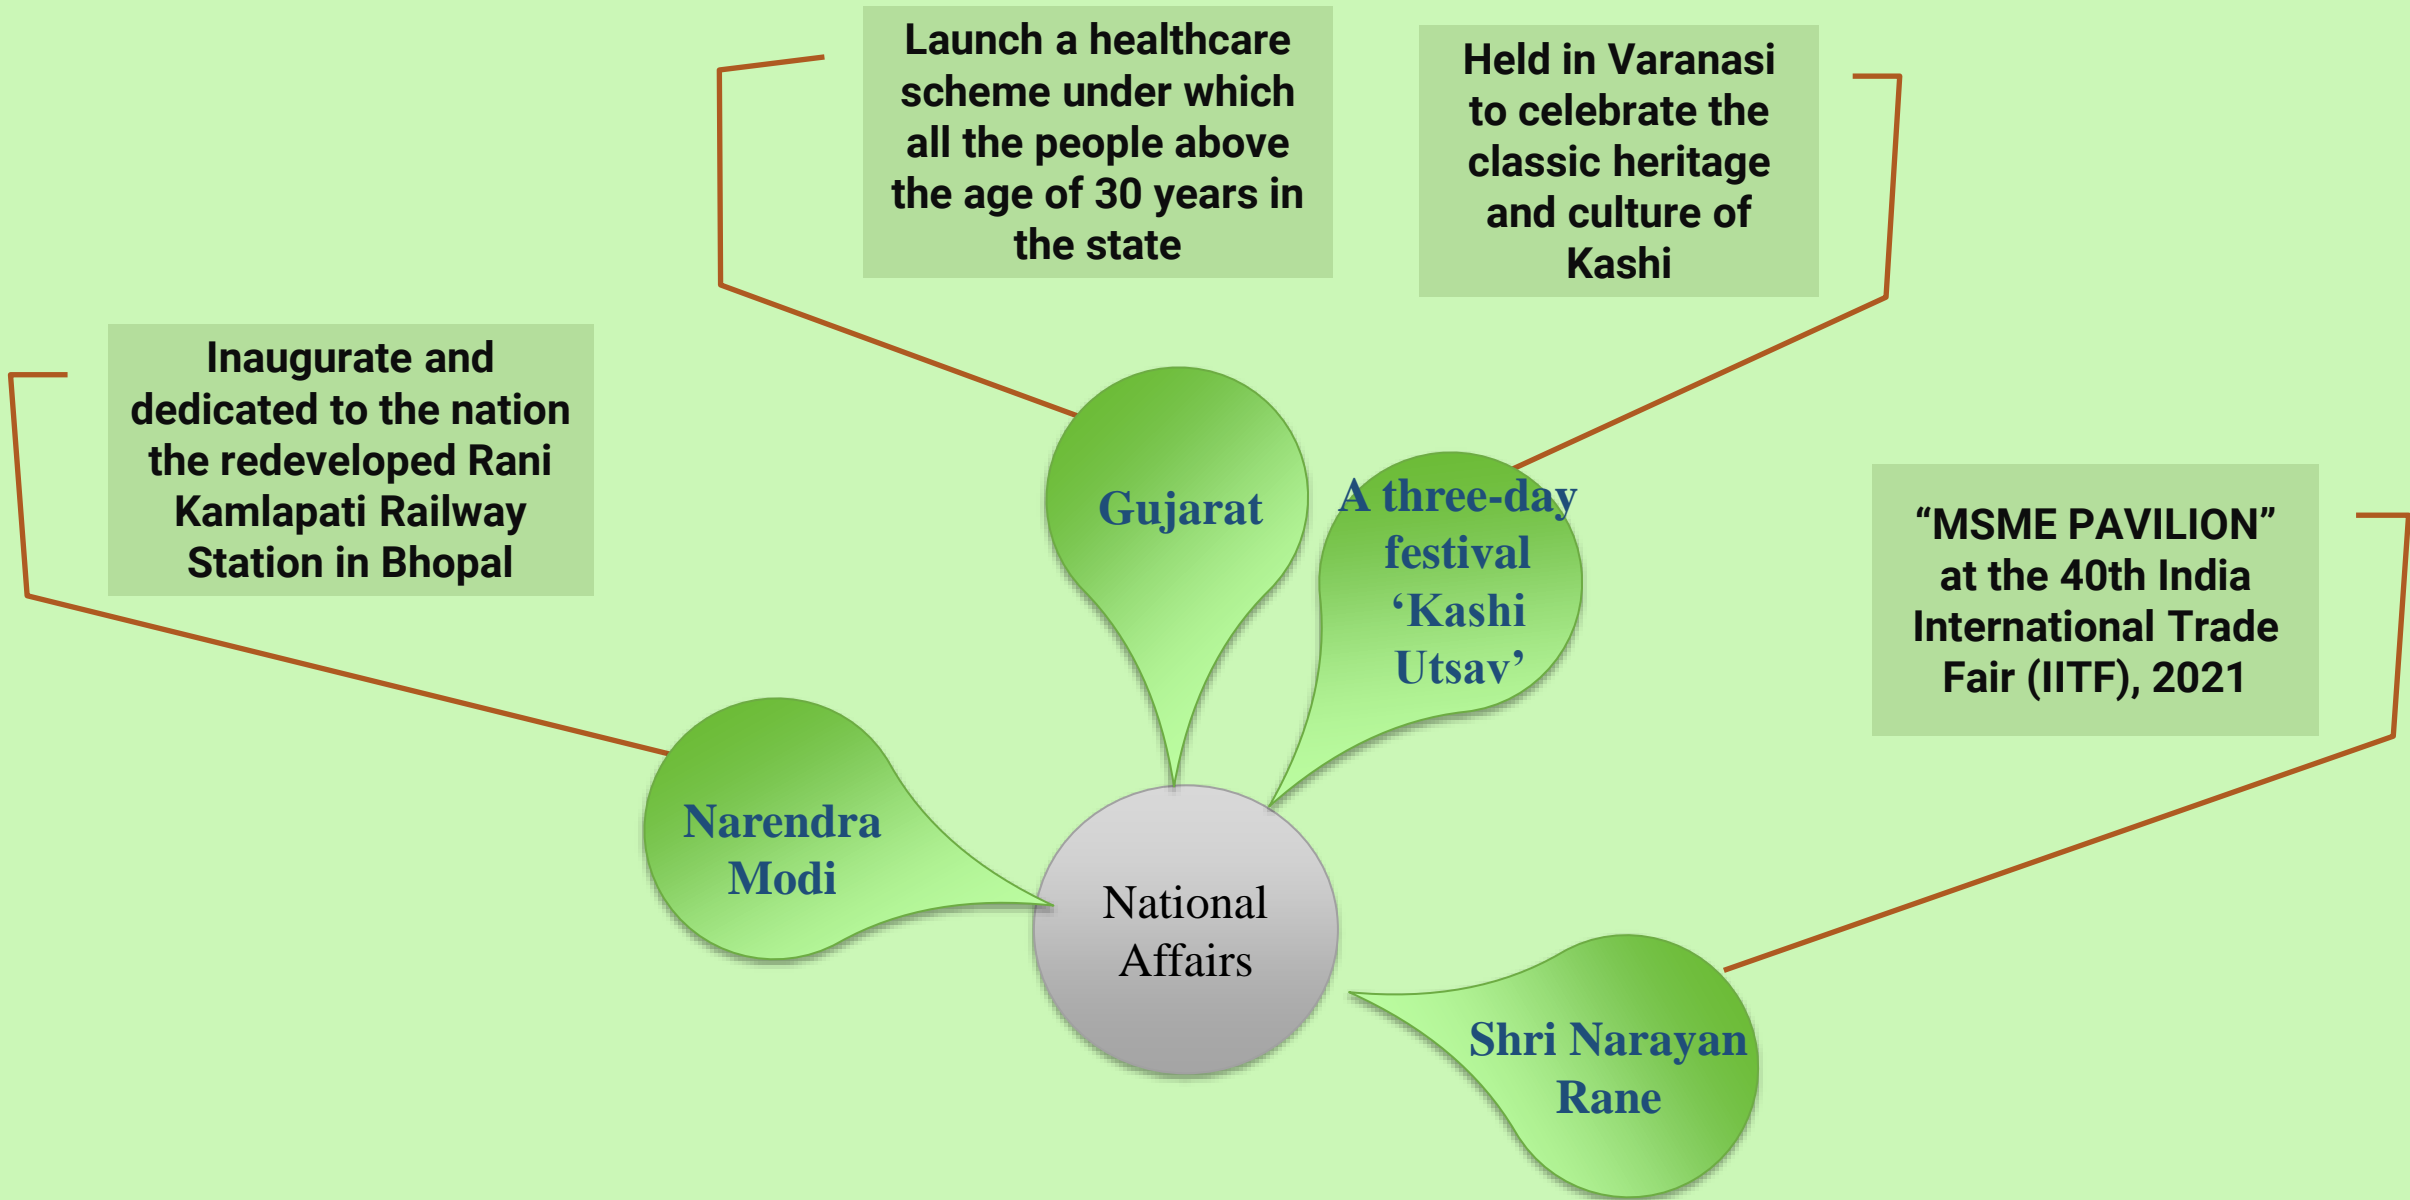 Launch a healthcare
scheme under which
all the people above
the age of 30 years in
the state
Held in Varanasi
to celebrate the
classic heritage
and culture of
Kashi
Inaugurate and
dedicated to the nation
the redeveloped Rani
Kamlapati Railway
Station in Bhopal
“MSME PAVILION”
at the 40th India
International Trade
Fair (IITF), 2021
Gujarat
A three-day
festival
‘Kashi
Utsav’
Narendra
Modi
National
Affairs
Shri Narayan
Rane